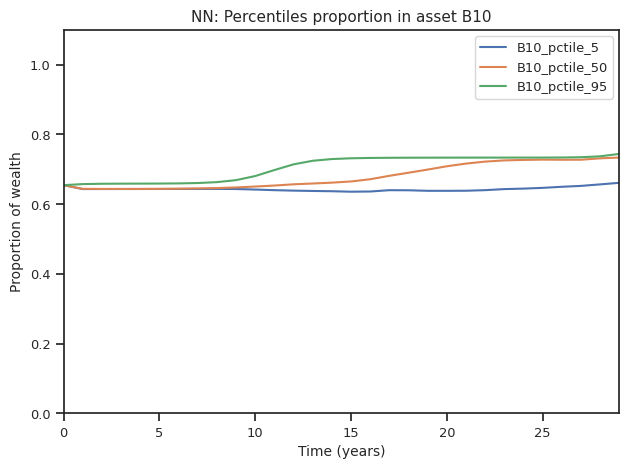 NN: Percentiles proportion in asset B10
B10_pctile_5
B10_pctile_50
B10_pctile_95
Proportion of wealth
1.0
0.8
0.6
0.4
0.2
0.0
0 5 10 15 20 25
Time (years)